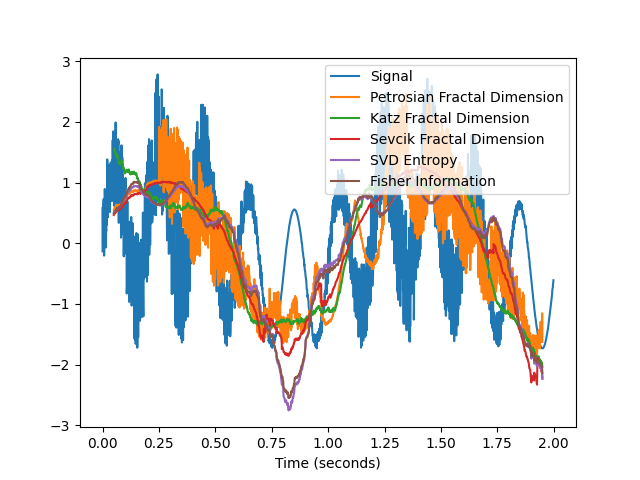 3
2
1
0
−1
−2
−3
0.00 0.25 0.50 0.75 1.00 1.25 1.50 1.75 2.00
Time (seconds)
Signal
Petrosian Fractal Dimension
Katz Fractal Dimension
Sevcik Fractal Dimension
SVD Entropy
Fisher Information